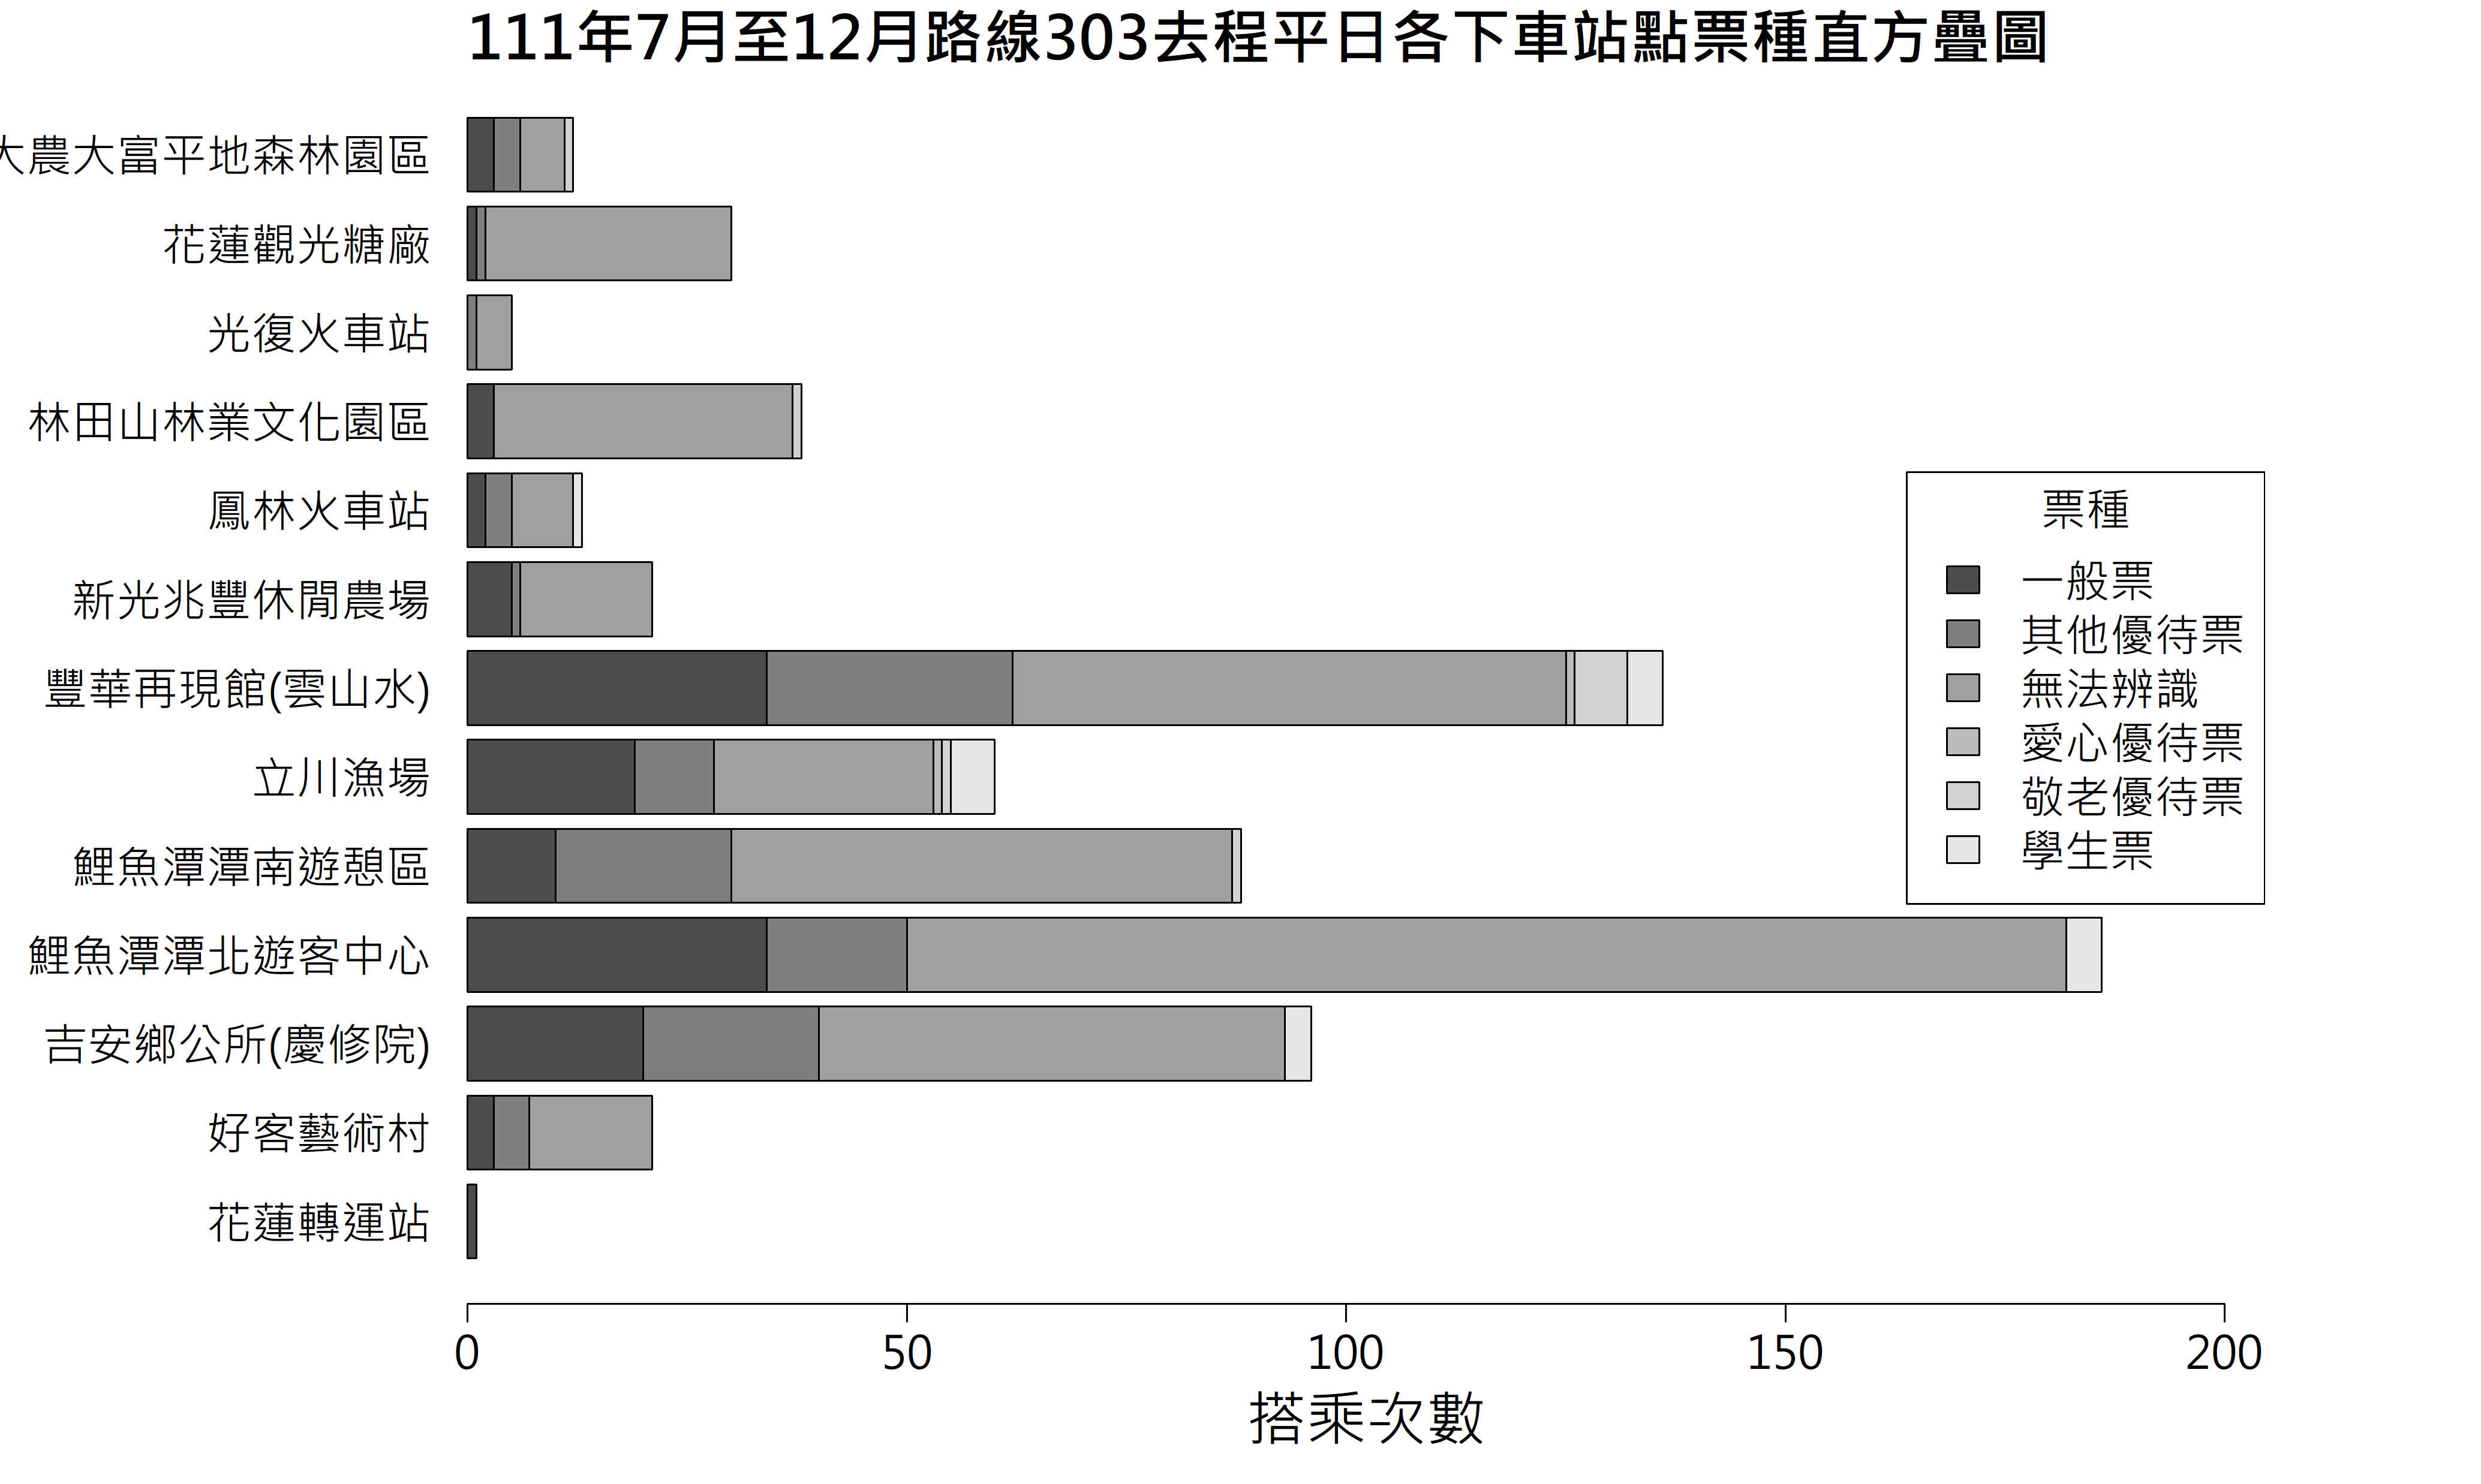 111年7月至12月路線303去程平日各下車站點票種直方疊圖
大農大富平地森林園區
花蓮觀光糖廠
光復火車站
林田山林業文化園區
鳳林火車站
新光兆豐休閒農場
豐華再現館(雲山水)
立川漁場
鯉魚潭潭南遊憩區
鯉魚潭潭北遊客中心
吉安鄉公所(慶修院)
好客藝術村
花蓮轉運站
票種
一般票
其他優待票
無法辨識
愛心優待票
敬老優待票
學生票
0 50 100 150 200
搭乘次數